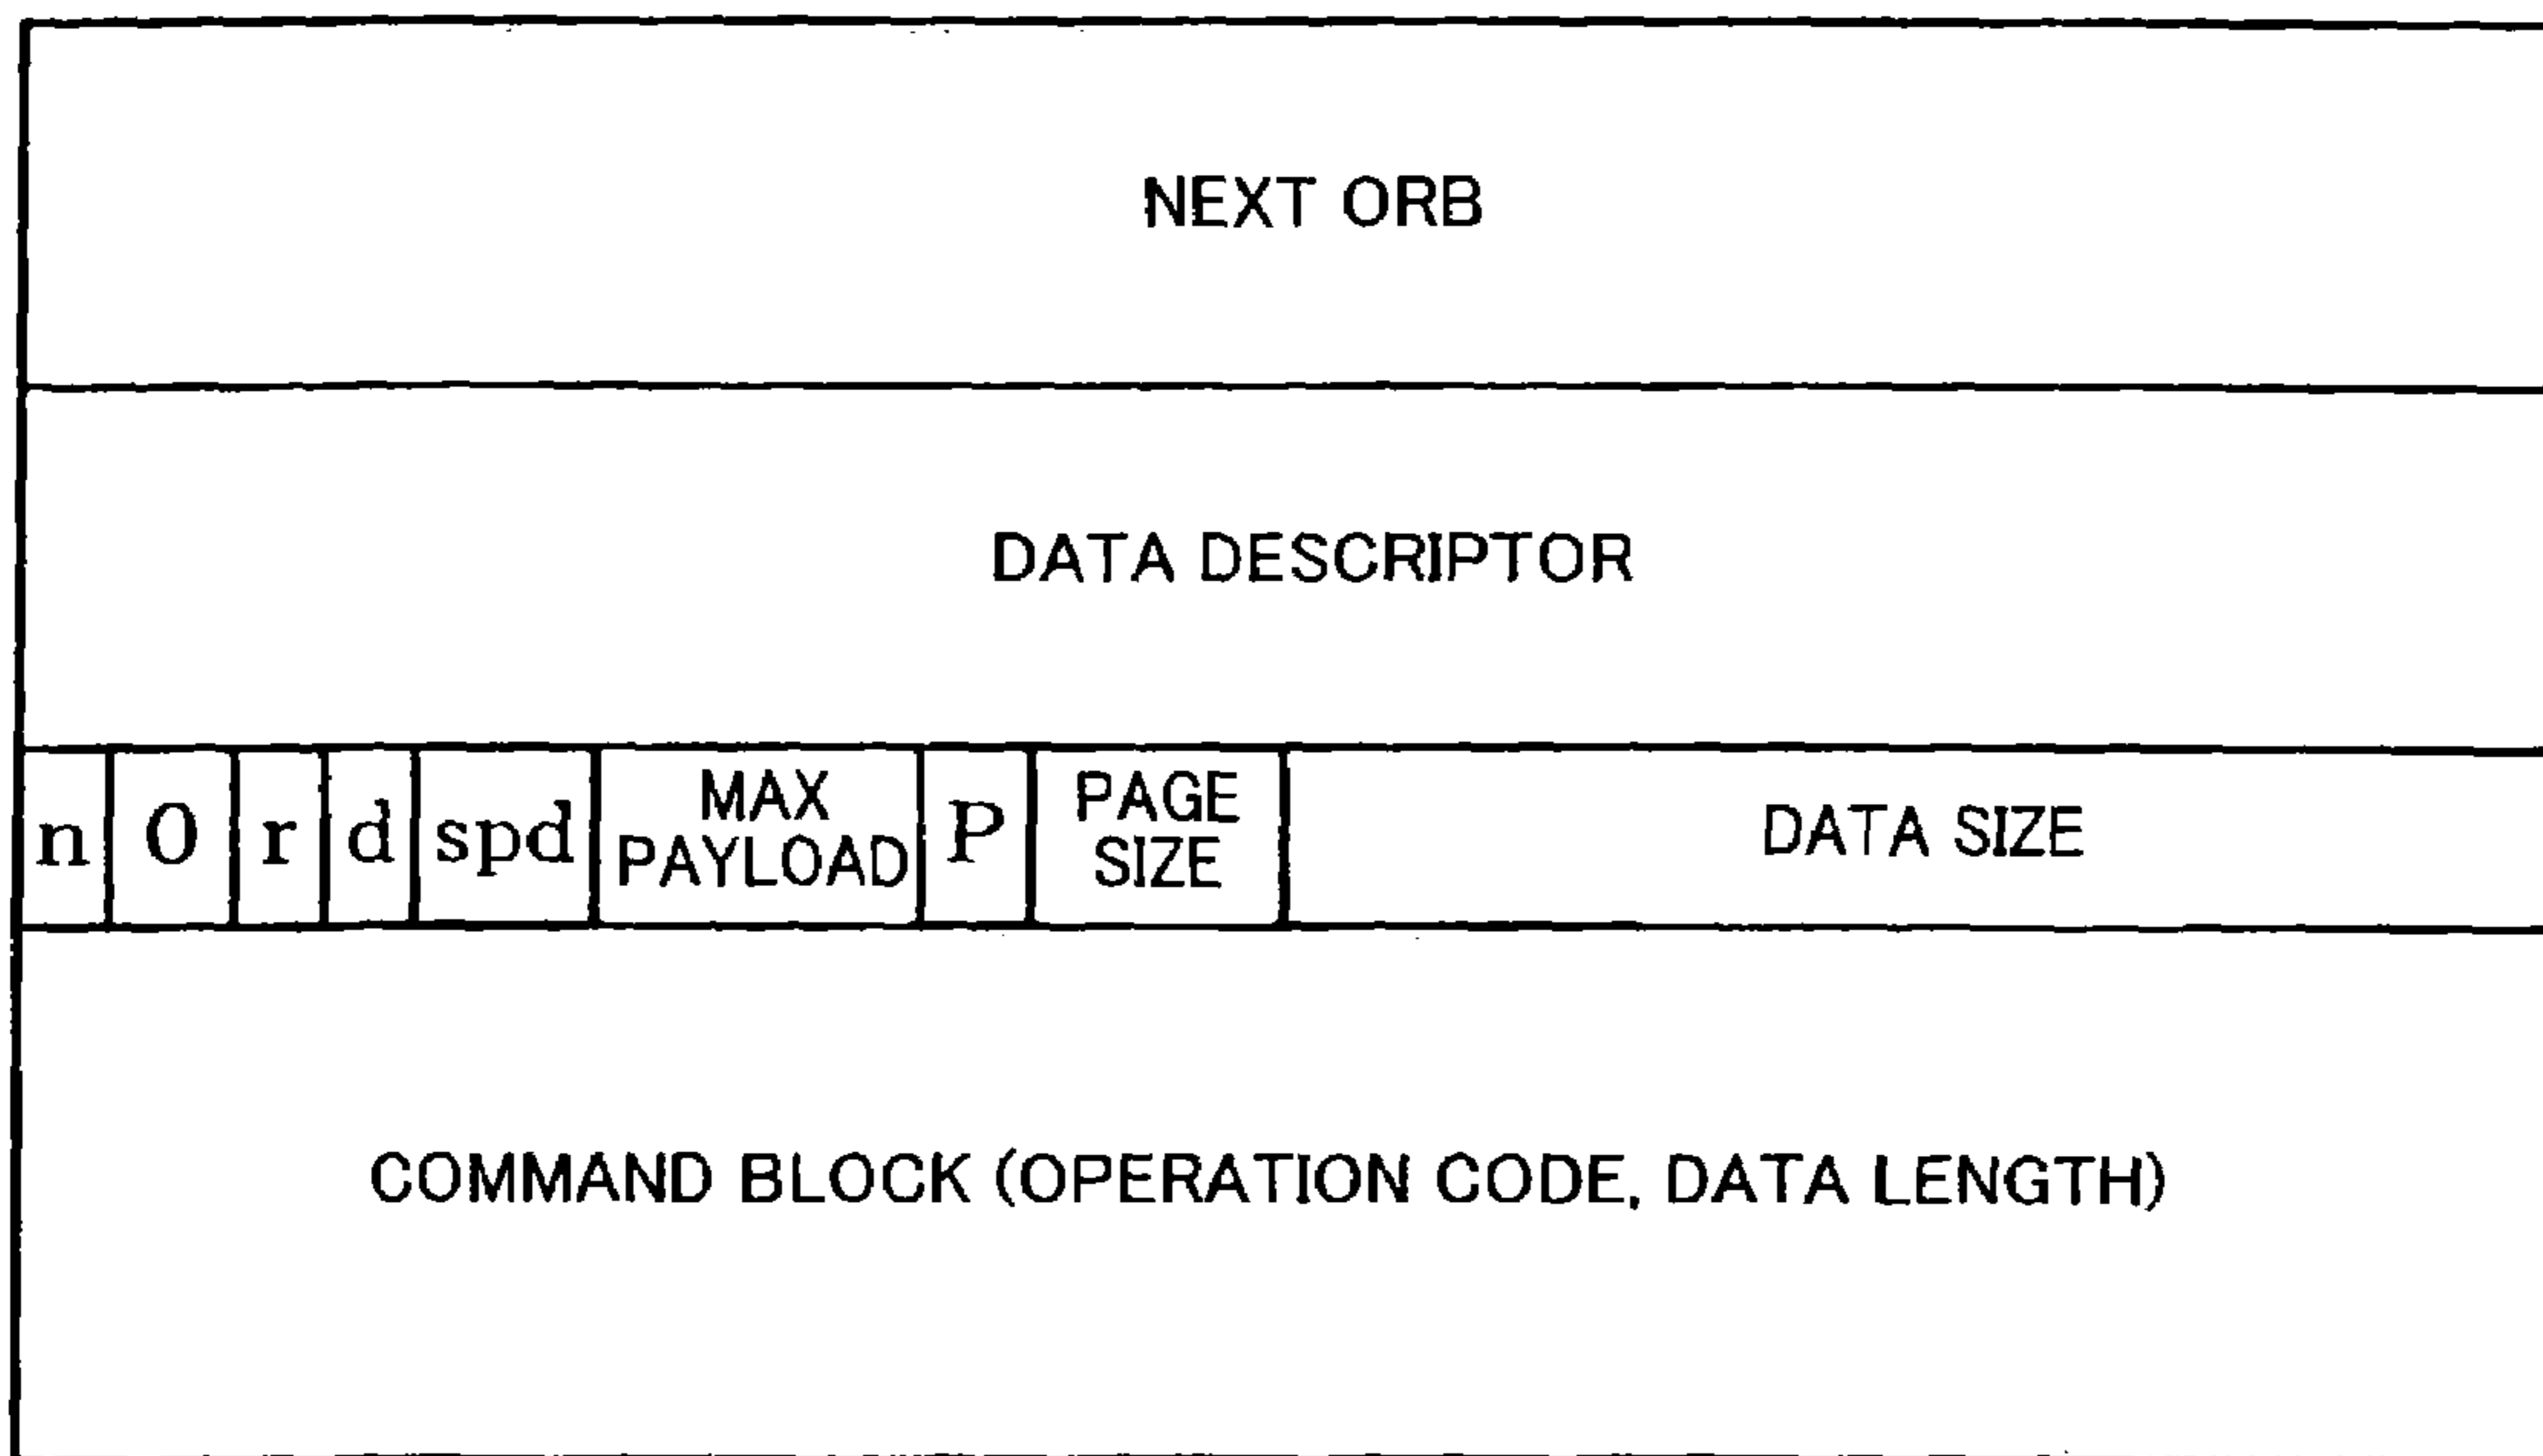 NEXT ORB
DATA DESCRIPTOR
n 0 r d spd MAX PAYLOAD P PAGE SIZE DATA SIZE
COMMAND BLOCK (OPERATION CODE, DATA LENGTH)